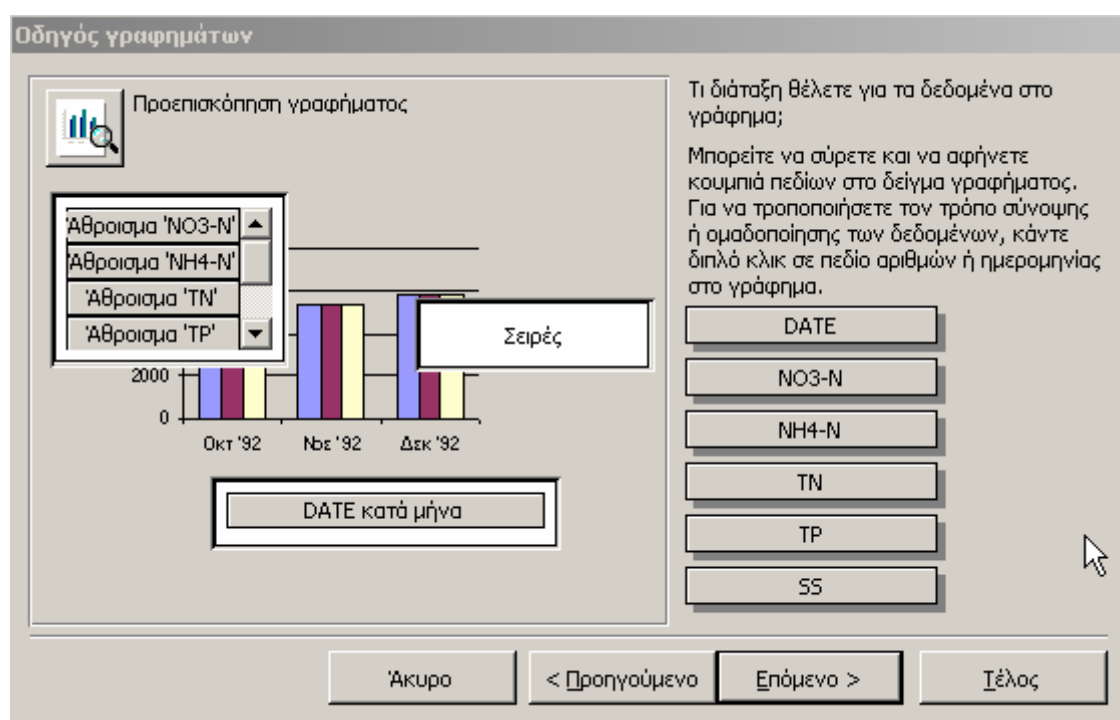 Οδηγός γραφημάτων
Προεπισκόπηση γραφήματος
Άθροισμα 'NO3-N'
Άθροισμα 'NH4-N'
Άθροισμα 'TN'
Άθροισμα 'TP'
Σειρές
2000
0
Οκτ '92 Νοε '92 Δεκ '92
DATE κατά μήνα
Τι διάταξη θέλετε για τα δεδομένα στο
γράφημα;
Μπορείτε να σύρετε και να αφήνετε
κουμπιά πεδίων στο δείγμα γραφήματος.
Για να τροποποιήσετε τον τρόπο σύνοψης
ή ομαδοποίησης των δεδομένων, κάντε
διπλό κλικ σε πεδίο αριθμών ή ημερομηνίας
στο γράφημα.
DATE
NO3-N
NH4-N
TN
TP
SS
Άκυρο < Προηγούμενο Επόμενο > Τέλος